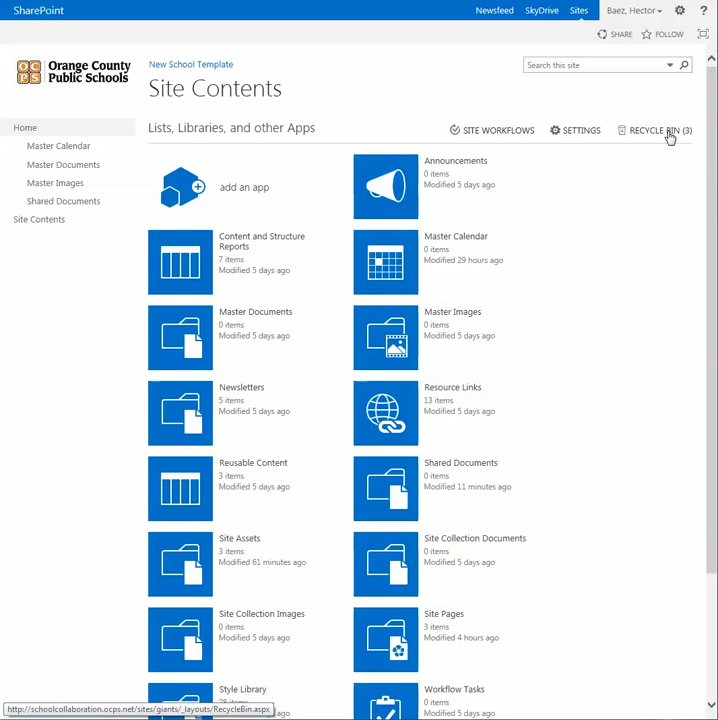 SharePoint
Newsfeed SkyDrive Sites Baez, Hector ?
SHARE FOLLOW
Orange County
Public Schools
OCPS
New School Template
Search this site
Site Contents
Home
Master Calendar
Master Documents
Master Images
Shared Documents
Site Contents
Lists, Libraries, and other Apps
SITE WORKFLOWS SETTINGS RECYCLE BIN (3)
add an app
Announcements
0 items
Modified 5 days ago
Content and Structure
Reports
7 items
Modified 5 days ago
Master Calendar
0 items
Modified 29 hours ago
Master Documents
0 items
Modified 5 days ago
Master Images
0 items
Modified 5 days ago
Newsletters
5 items
Modified 5 days ago
Resource Links
13 items
Modified 5 days ago
Reusable Content
3 items
Modified 5 days ago
Shared Documents
0 items
Modified 11 minutes ago
Site Assets
3 items
Modified 61 minutes ago
Site Collection Documents
0 items
Modified 5 days ago
Site Collection Images
0 items
Modified 5 days ago
Site Pages
3 items
Modified 4 hours ago
Style Library
items
Workflow Tasks
0 items
http://schoolcollaboration.ocps.net/sites/giants/_layouts/RecycleBin.aspx